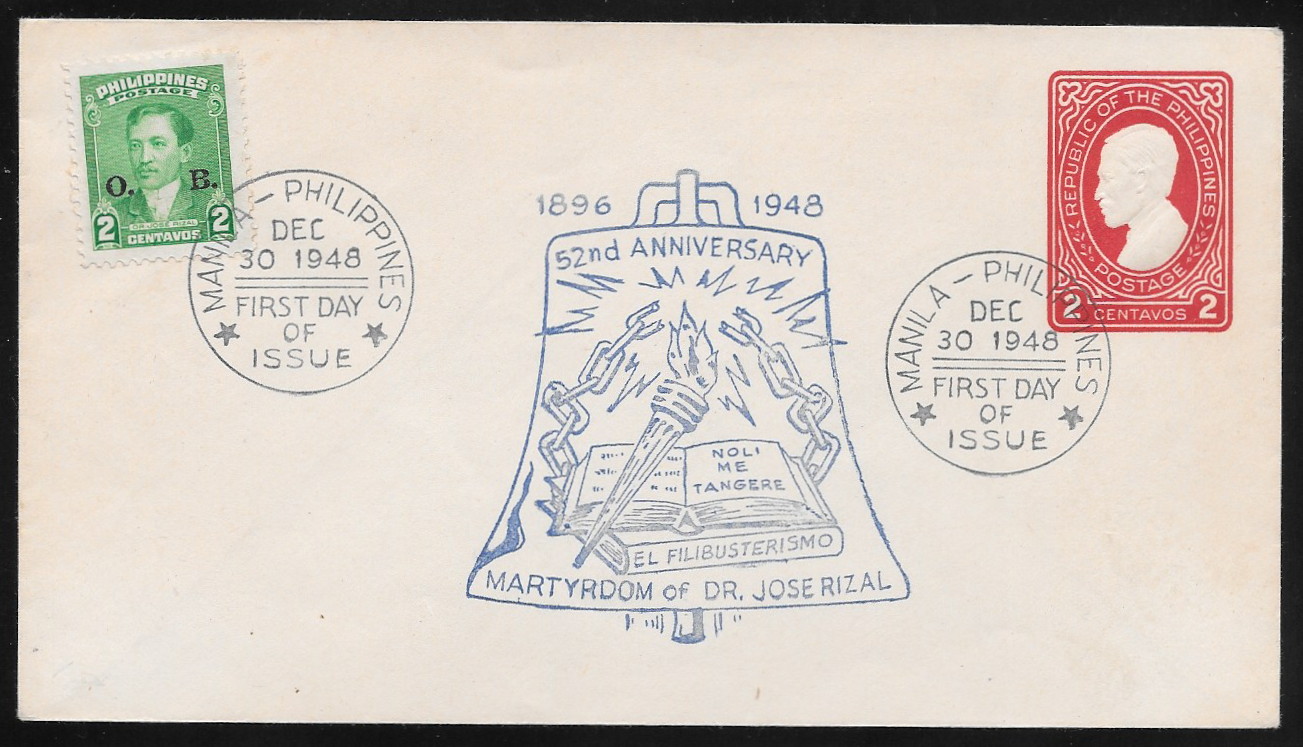 PHILIPPINES
POSTAGE
O. B.
DR. JOSE RIZAL
2 CENTAVOS 2
MANILA – PHILIPPINES
DEC
30 1948
FIRST DAY
OF
ISSUE
1896 1948
52nd ANNIVERSARY
NOLI
ME
TANGERE
EL FILIBUSTERISMO
MARTYRDOM of DR. JOSE RIZAL
REPUBLIC OF THE PHILIPPINES
POSTAGE
2 CENTAVOS 2
MANILA – PHILIPPINES
DEC
30 1948
FIRST DAY
OF
ISSUE